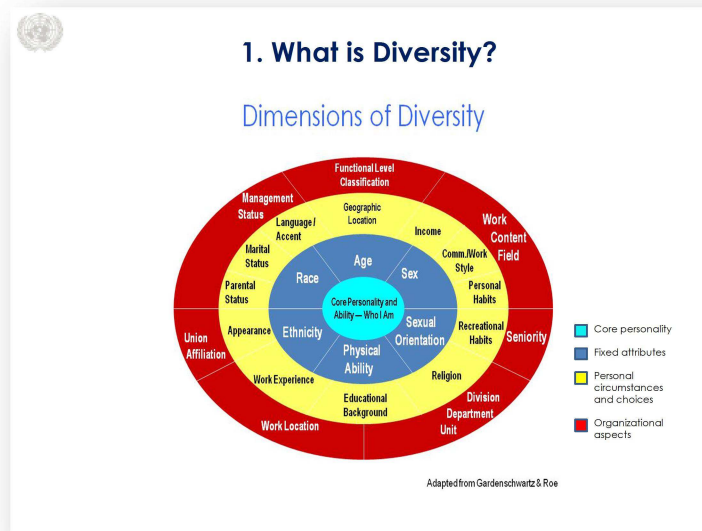 1. What is Diversity?
Dimensions of Diversity
Functional Level
Classification
Management
Status
Work
Content
Field
Seniority
Division
Department
Unit
Work Location
Union
Affiliation
Geographic
Location
Income
Comm./Work
Style
Personal
Habits
Recreational
Habits
Religion
Educational
Background
Work Experience
Appearance
Parental
Status
Marital
Status
Language /
Accent
Age
Sex
Sexual
Orientation
Physical
Ability
Ethnicity
Race
Core Personality and
Ability — Who I Am
Core personality
Fixed attributes
Personal
circumstances
and choices
Organizational
aspects
Adapted from Gardenschwartz & Roe